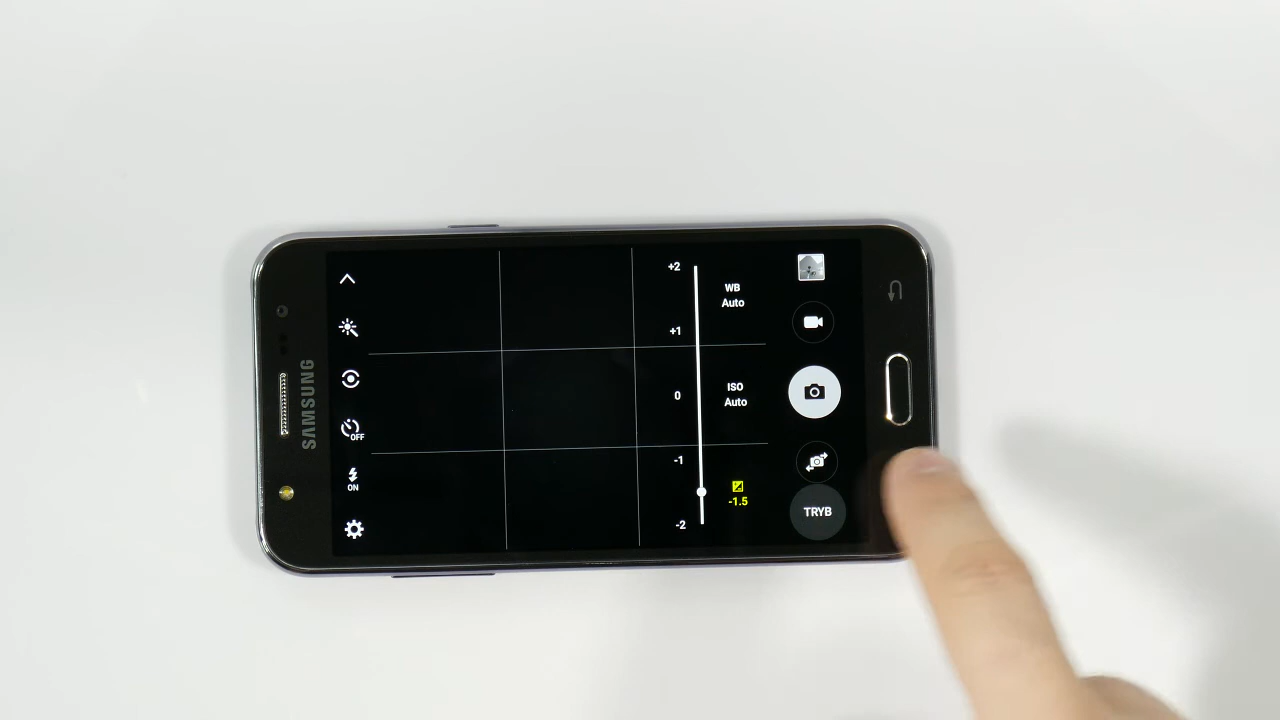 SAMSUNG
OFF
ON
+2
+1
0
-1
-2
WB
Auto
ISO
Auto
-1.5
TRYB